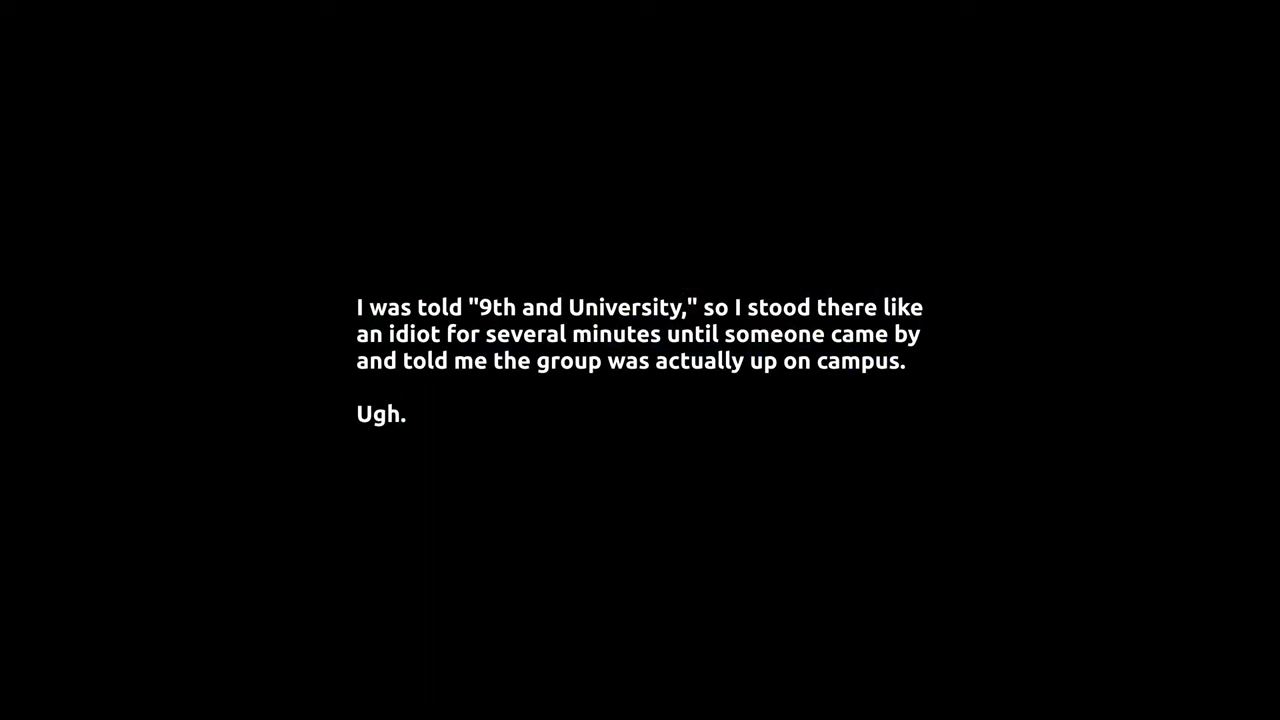 I was told "9th and University," so I stood there like
an idiot for several minutes until someone came by
and told me the group was actually up on campus.
Ugh.